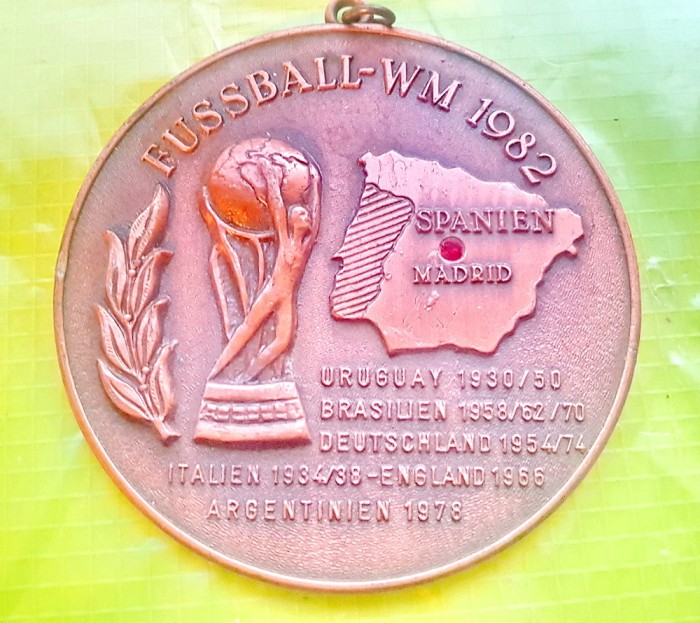 FUSSBALL-WM 1982
SPANIEN
MADRID
URUGUAY 1930/50
BRASILIEN 1958/62/70
DEUTSCHLAND 1954/74
ITALIEN 1934/38-ENGLAND 1966
ARGENTINIEN 1978